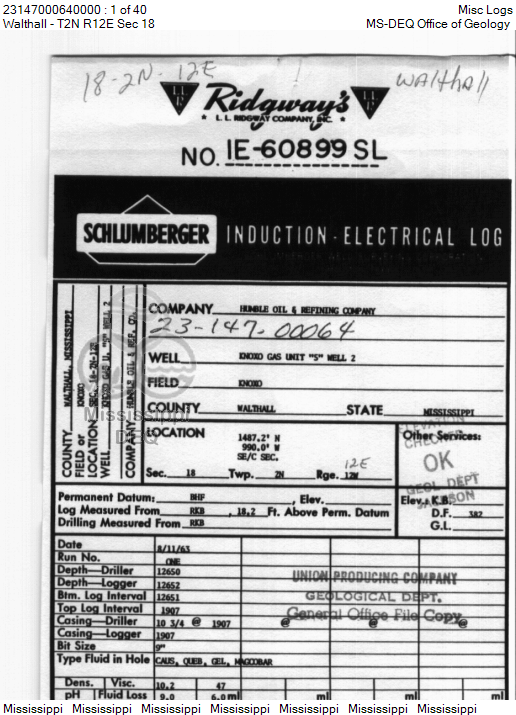 23147000640000 : 1 of 40 Misc Logs
Walthall - T2N R12E Sec 18 MS-DEQ Office of Geology
18-2N-12E Walthall
Ridgway's
L. L. RIDGWAY COMPANY, INC.
NO. IE-60899 SL
SCHLUMBERGER INDUCTION - ELECTRICAL LOG
COUNTY WALTHALL, MISSISSIPPI
FIELD or KNOXO
LOCATION
WELL
COMPANY
COMPANY HUMBLE OIL & REFINING COMPANY
23-147-00064
WELL KNOXO GAS UNIT "5" WELL 2
FIELD KNOXO
COUNTY WALTHALL STATE MISSISSIPPI
Mississippi
DEQ
LOCATION 1487.2' N
990.0' W
SE/C SEC.
Sec. 18 Twp. 2N Rge. 12W
12E
Other Services:
ELEVATION
CHECKED
OK
GEOL DEPT
JACKSON
Permanent Datum: BHF , Elev.
Log Measured From RKB , 18.2 Ft. Above Perm. Datum
Drilling Measured From RKB
Elev.: K.B.
D.F. 382
G.L.
Date 8/11/63
Run No. ONE
Depth—Driller 12650
Depth—Logger 12652
Btm. Log Interval 12651
Top Log Interval 1907
Casing—Driller 10 3/4 @ 1907 @ @ @
Casing—Logger 1907
Bit Size 9"
Type Fluid in Hole CAUS, QUEB, GEL, MAGCOBAR
UNION PRODUCING COMPANY
GEOLOGICAL DEPT.
General Office File Copy
Dens. Visc. 10.2 47
pH Fluid Loss 9.0 6.0 ml ml ml ml
Mississippi Mississippi Mississippi Mississippi Mississippi Mississippi Mississippi